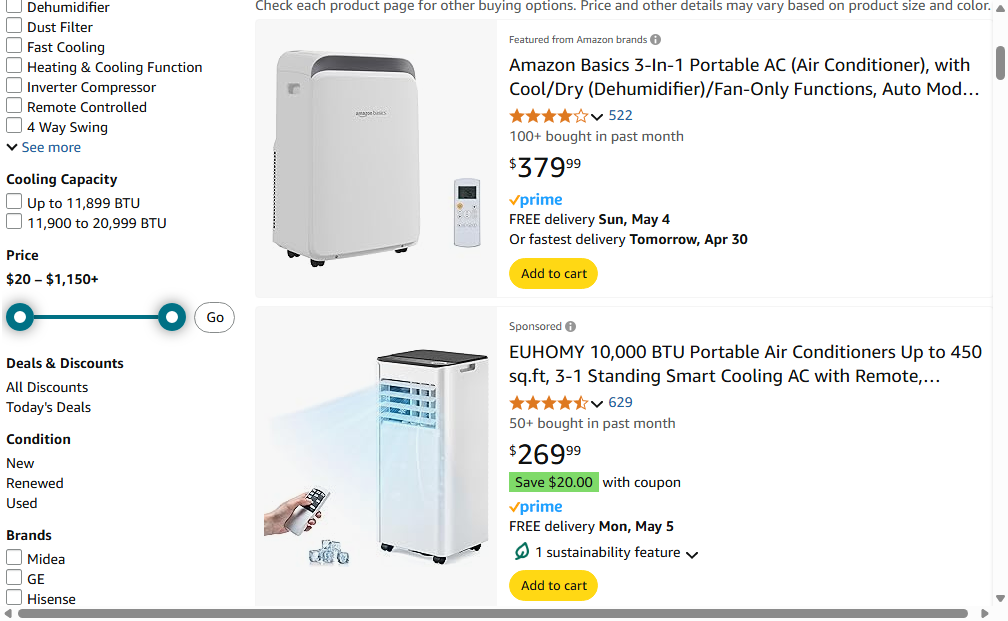 Dehumidifier
Dust Filter
Fast Cooling
Heating & Cooling Function
Inverter Compressor
Remote Controlled
4 Way Swing
See more
Cooling Capacity
Up to 11,899 BTU
11,900 to 20,999 BTU
Price
$20 – $1,150+
Go
Deals & Discounts
All Discounts
Today's Deals
Condition
New
Renewed
Used
Brands
Midea
GE
Hisense
Check each product page for other buying options. Price and other details may vary based on product size and color.
amazon basics
Featured from Amazon brands
Amazon Basics 3-In-1 Portable AC (Air Conditioner), with
Cool/Dry (Dehumidifier)/Fan-Only Functions, Auto Mod…
522
100+ bought in past month
$37999
prime
FREE delivery Sun, May 4
Or fastest delivery Tomorrow, Apr 30
Add to cart
Sponsored
EUHOMY 10,000 BTU Portable Air Conditioners Up to 450
sq.ft, 3-1 Standing Smart Cooling AC with Remote,…
629
50+ bought in past month
$26999
Save $20.00 with coupon
prime
FREE delivery Mon, May 5
1 sustainability feature
Add to cart